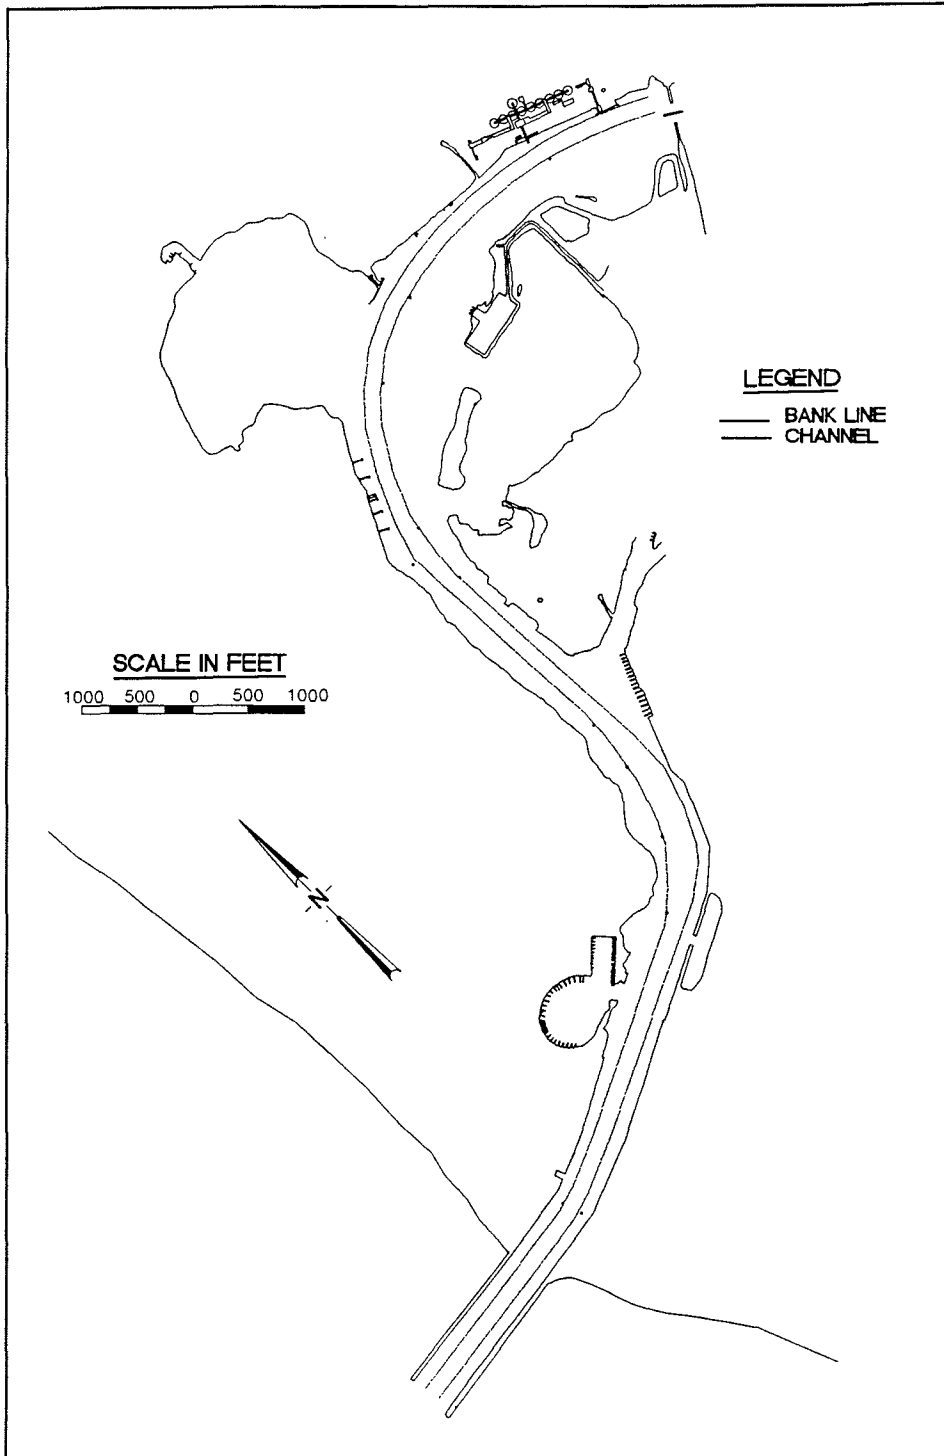 LEGEND
BANK LINE
CHANNEL
SCALE IN FEET
1000 500 0 500 1000
N